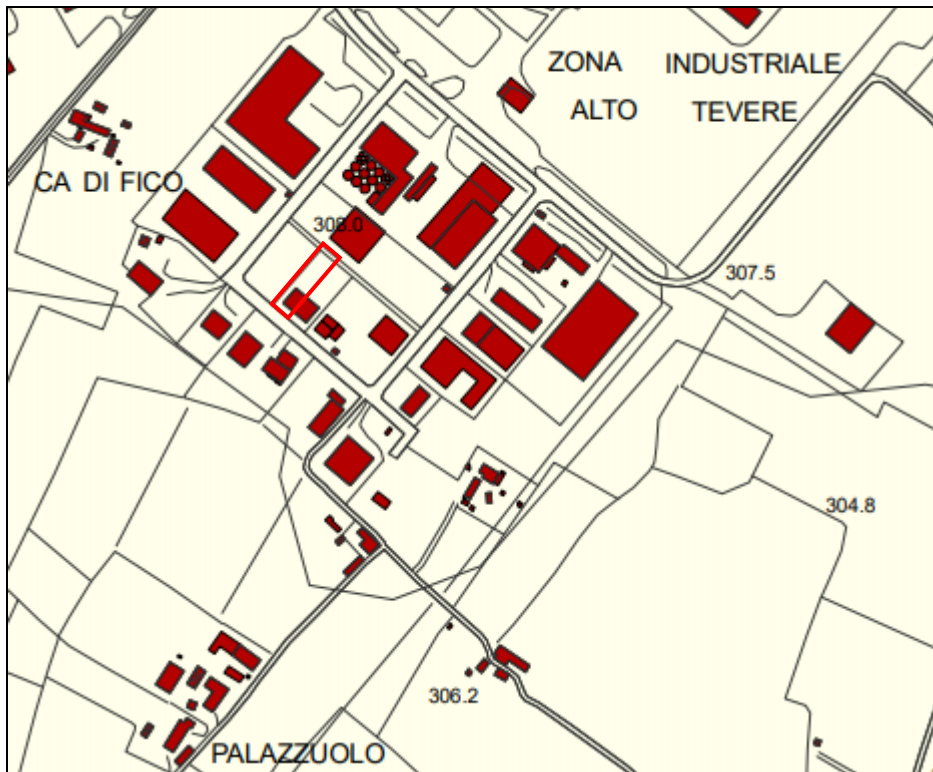 ZONA INDUSTRIALE
ALTO TEVERE
CA DI FICO
308.0
307.5
304.8
306.2
PALAZZUOLO